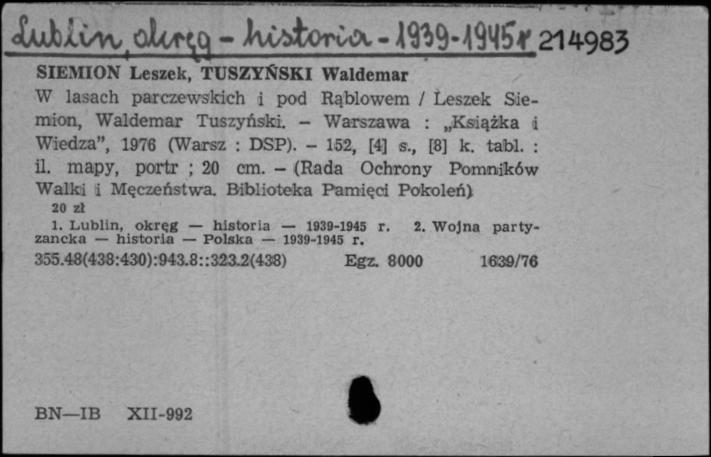 Lublin, okręg - historia - 1939-1945 r 214983
SIEMION Leszek, TUSZYŃSKI Waldemar
W lasach parczewskich i pod Rąblowem / Leszek Sie-
mion, Waldemar Tuszyński. — Warszawa : „Książka i
Wiedza”, 1976 (Warsz : DSP). — 152, [4] s., [8] k. tabl. :
il. mapy, portr ; 20 cm. — (Rada Ochrony Pomników
Walki i Męczeństwa. Biblioteka Pamięci Pokoleń)
20 zł
1. Lublin, okręg — historia — 1939-1945 r. 2. Wojna party-
zancka — historia — Polska — 1939-1945 r.
355.48(438:430):943.8::323.2(438) Egz. 8000 1639/76
BN—IB XII-992